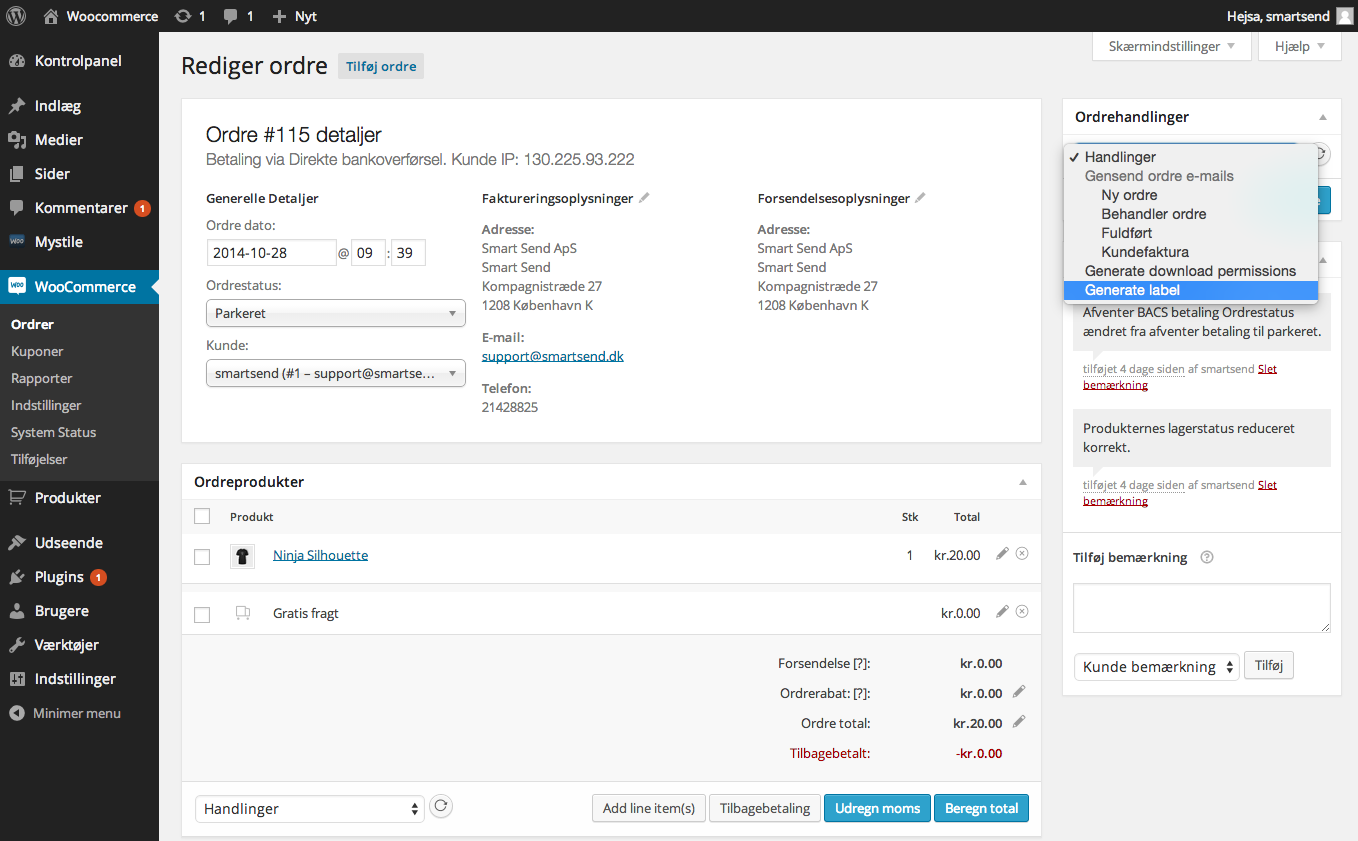 Woocommerce
1
1
Nyt
Hejsa, smartsend
Kontrolpanel
Indlæg
Medier
Sider
Kommentarer 1
Mystile
WooCommerce
Ordrer
Kuponer
Rapporter
Indstillinger
System Status
Tilføjelser
Produkter
Udseende
Plugins 1
Brugere
Værktøjer
Indstillinger
Minimer menu
Skærmindstillinger
Hjælp
Rediger ordre
Tilføj ordre
Ordre #115 detaljer
Betaling via Direkte bankoverførsel. Kunde IP: 130.225.93.222
Generelle Detaljer
Ordre dato:
2014-10-28 @ 09 : 39
Ordrestatus:
Parkeret
Kunde:
smartsend (#1 – support@smartse...
Faktureringsoplysninger
Adresse:
Smart Send ApS
Smart Send
Kompagnistræde 27
1208 København K
E-mail:
support@smartsend.dk
Telefon:
21428825
Forsendelsesoplysninger
Adresse:
Smart Send ApS
Smart Send
Kompagnistræde 27
1208 København K
Ordreprodukter
Produkt Stk Total
Ninja Silhouette 1 kr.20.00
Gratis fragt kr.0.00
Forsendelse [?]: kr.0.00
Ordrerabat: [?]: kr.0.00
Ordre total: kr.20.00
Tilbagebetalt: -kr.0.00
Handlinger
Add line item(s)
Tilbagebetaling
Udregn moms
Beregn total
Ordrehandlinger
✓ Handlinger
Gensend ordre e-mails
Ny ordre
Behandler ordre
Fuldført
Kundefaktura
Generate download permissions
Generate label
Afventer BACS betaling Ordrestatus
ændret fra afventer betaling til parkeret.
tilføjet 4 dage siden af smartsend Slet
bemærkning
Produkternes lagerstatus reduceret
korrekt.
tilføjet 4 dage siden af smartsend Slet
bemærkning
Tilføj bemærkning ?
Kunde bemærkning
Tilføj